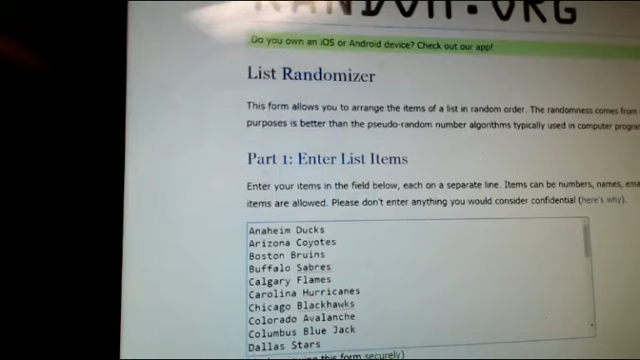 RANDOM.ORG
Do you own an iOS or Android device? Check out our app!
List Randomizer
This form allows you to arrange the items of a list in random order. The randomness comes from
purposes is better than the pseudo-random number algorithms typically used in computer
Part 1: Enter List Items
Enter your items in the field below, each on a separate line. Items can be numbers, names,
items are allowed. Please don't enter anything you would consider confidential (here's why).
Anaheim Ducks
Arizona Coyotes
Boston Bruins
Buffalo Sabres
Calgary Flames
Carolina Hurricanes
Chicago Blackhawks
Colorado Avalanche
Columbus Blue Jack
Dallas Stars
this form securely)